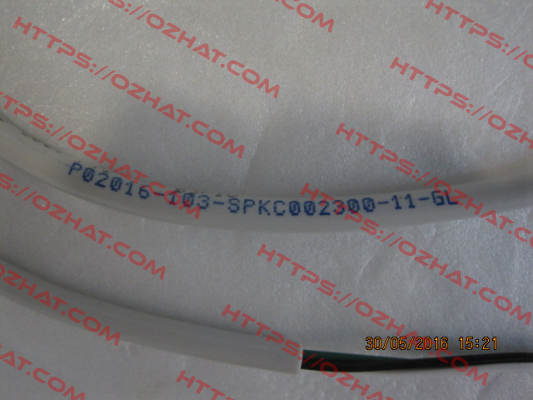 HTTPS://OZHAT.COM
P02016-103-SPKC002300-11-GL
30/05/2016 15:21